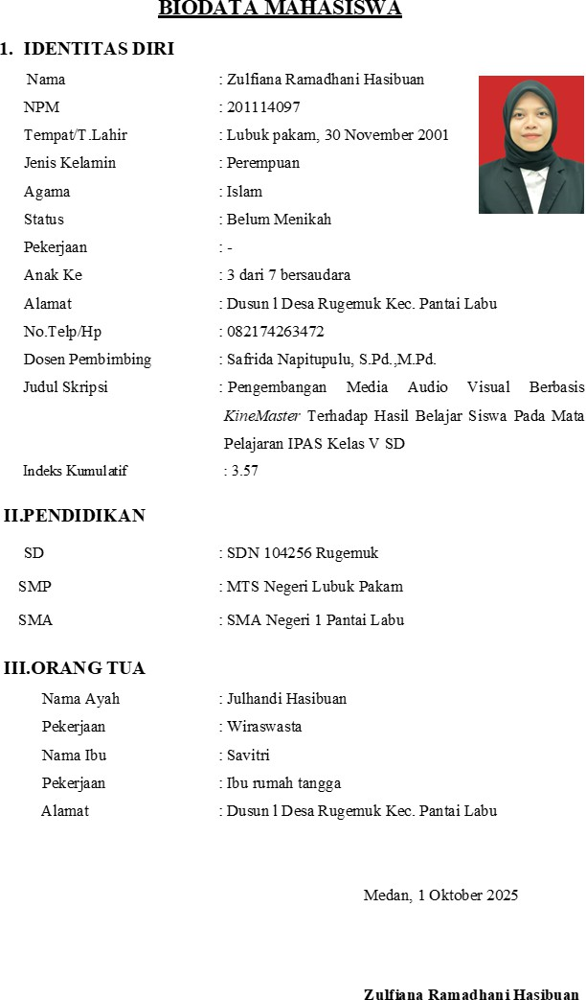 BIODATA MAHASISWA
1. IDENTITAS DIRI
Nama : Zulfiana Ramadhani Hasibuan
NPM : 201114097
Tempat/T.Lahir : Lubuk pakam, 30 November 2001
Jenis Kelamin : Perempuan
Agama : Islam
Status : Belum Menikah
Pekerjaan : -
Anak Ke : 3 dari 7 bersaudara
Alamat : Dusun l Desa Rugemuk Kec. Pantai Labu
No.Telp/Hp : 082174263472
Dosen Pembimbing : Safrida Napitupulu, S.Pd.,M.Pd.
Judul Skripsi : Pengembangan Media Audio Visual Berbasis
KineMaster Terhadap Hasil Belajar Siswa Pada Mata
Pelajaran IPAS Kelas V SD
Indeks Kumulatif : 3.57
II.PENDIDIKAN
SD : SDN 104256 Rugemuk
SMP : MTS Negeri Lubuk Pakam
SMA : SMA Negeri 1 Pantai Labu
III.ORANG TUA
Nama Ayah : Julhandi Hasibuan
Pekerjaan : Wiraswasta
Nama Ibu : Savitri
Pekerjaan : Ibu rumah tangga
Alamat : Dusun l Desa Rugemuk Kec. Pantai Labu
Medan, 1 Oktober 2025
Zulfiana Ramadhani Hasibuan